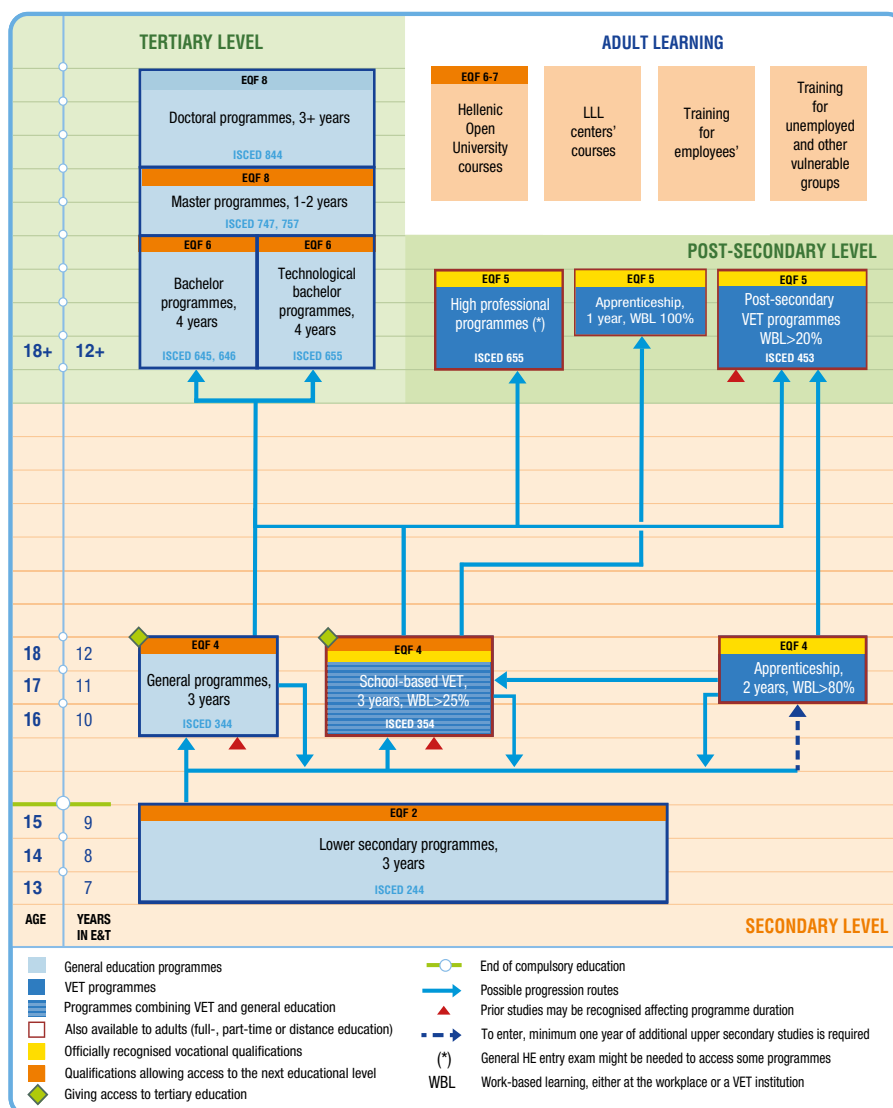 TERTIARY LEVEL
ADULT LEARNING
EQF 8
Doctoral programmes, 3+ years
ISCED 844
EQF 8
Master programmes, 1-2 years
ISCED 747, 757
EQF 6
Bachelor
programmes,
4 years
ISCED 645, 646
EQF 6
Technological
bachelor
programmes,
4 years
ISCED 655
EQF 6-7
Hellenic
Open
University
courses
LLL
centers’
courses
Training
for
employees’
Training
for
unemployed
and other
vulnerable
groups
POST-SECONDARY LEVEL
EQF 5
High professional
programmes (*)
ISCED 655
EQF 5
Apprenticeship,
1 year, WBL 100%
EQF 5
Post-secondary
VET programmes
WBL>20%
ISCED 453
18+ 12+
18 12
17 11
16 10
EQF 4
General programmes,
3 years
ISCED 344
EQF 4
School-based VET,
3 years, WBL>25%
ISCED 354
EQF 4
Apprenticeship,
2 years, WBL>80%
15 9
14 8
13 7
EQF 2
Lower secondary programmes,
3 years
ISCED 244
AGE
YEARS
IN E&T
SECONDARY LEVEL
General education programmes
VET programmes
Programmes combining VET and general education
Also available to adults (full-, part-time or distance education)
Officially recognised vocational qualifications
Qualifications allowing access to the next educational level
Giving access to tertiary education
End of compulsory education
Possible progression routes
Prior studies may be recognised affecting programme duration
To enter, minimum one year of additional upper secondary studies is required
(*) General HE entry exam might be needed to access some programmes
WBL Work-based learning, either at the workplace or a VET institution